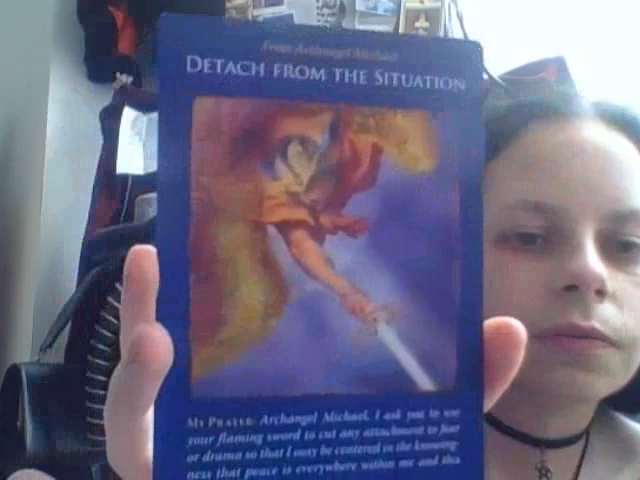 From Archangel Michael
DETACH FROM THE SITUATION
MY PRAYER: Archangel Michael, I ask you to use
your flaming sword to cut any attachment to fear
or drama so that I may be centered in the knowing-
ness that peace is everywhere within me and this